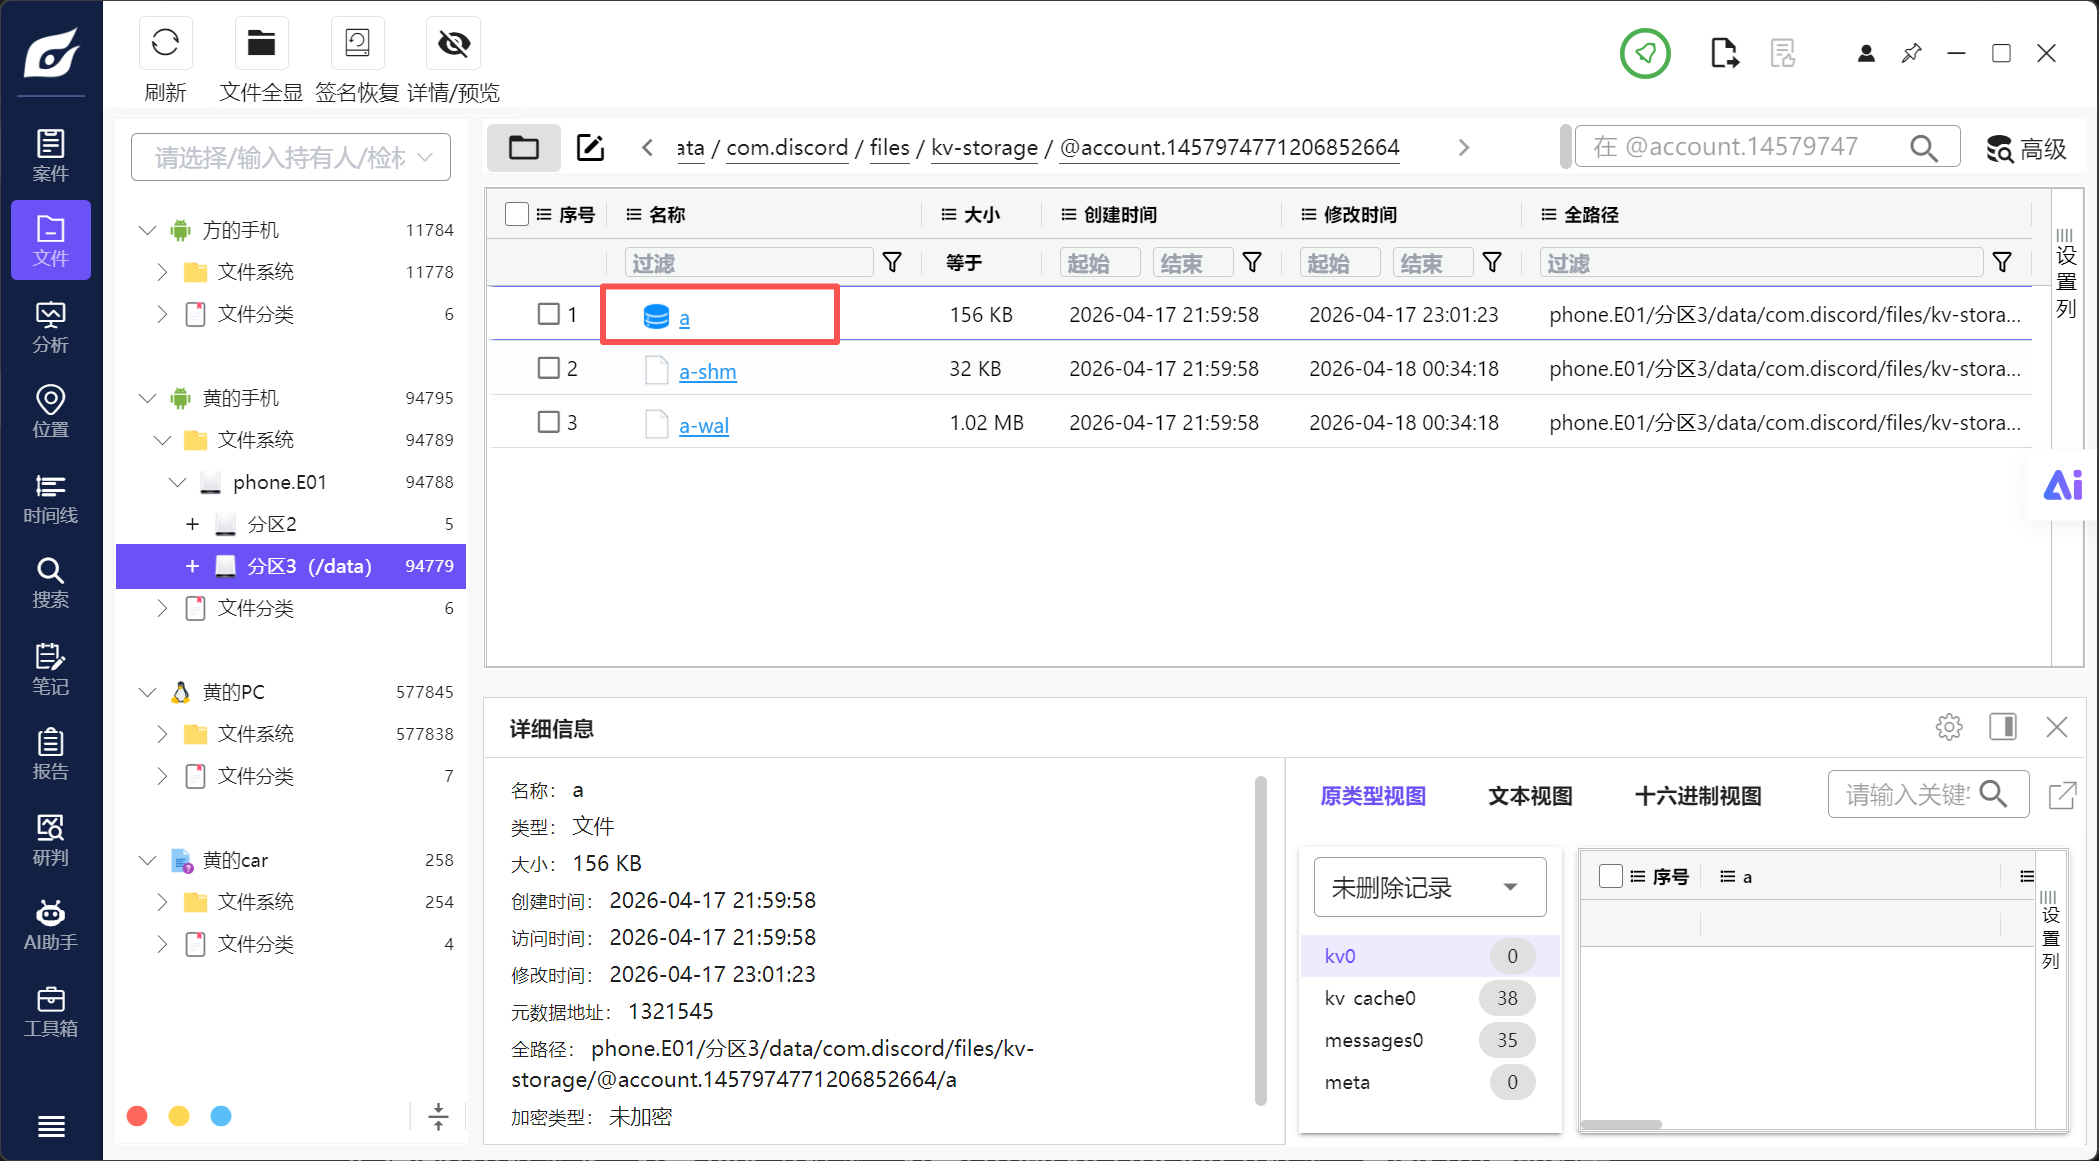 刷新
文件全显
签名恢复
详情/预览
案件
文件
分析
位置
时间线
搜索
笔记
报告
研判
AI助手
工具箱
请选择/输入持有人/检材
方的手机 11784
文件系统 11778
文件分类 6
黄的手机 94795
文件系统 94789
phone.E01 94788
分区2 5
分区3 (/data) 94779
文件分类 6
黄的PC 577845
文件系统 577838
文件分类 7
黄的car 258
文件系统 254
文件分类 4
ata / com.discord / files / kv-storage / @account.1457974771206852664
在 @account.14579747
高级
序号 名称 大小 创建时间 修改时间 全路径
过滤 等于 起始 结束 起始 结束 过滤
1 a 156 KB 2026-04-17 21:59:58 2026-04-17 23:01:23 phone.E01/分区3/data/com.discord/files/kv-stora...
2 a-shm 32 KB 2026-04-17 21:59:58 2026-04-18 00:34:18 phone.E01/分区3/data/com.discord/files/kv-stora...
3 a-wal 1.02 MB 2026-04-17 21:59:58 2026-04-18 00:34:18 phone.E01/分区3/data/com.discord/files/kv-stora...
设置列
Ai
详细信息
名称: a
类型: 文件
大小: 156 KB
创建时间: 2026-04-17 21:59:58
访问时间: 2026-04-17 21:59:58
修改时间: 2026-04-17 23:01:23
元数据地址: 1321545
全路径: phone.E01/分区3/data/com.discord/files/kv-
storage/@account.1457974771206852664/a
加密类型: 未加密
原类型视图 文本视图 十六进制视图
请输入关键
未删除记录
kv0 0
kv cache0 38
messages0 35
meta 0
序号 a
设置列